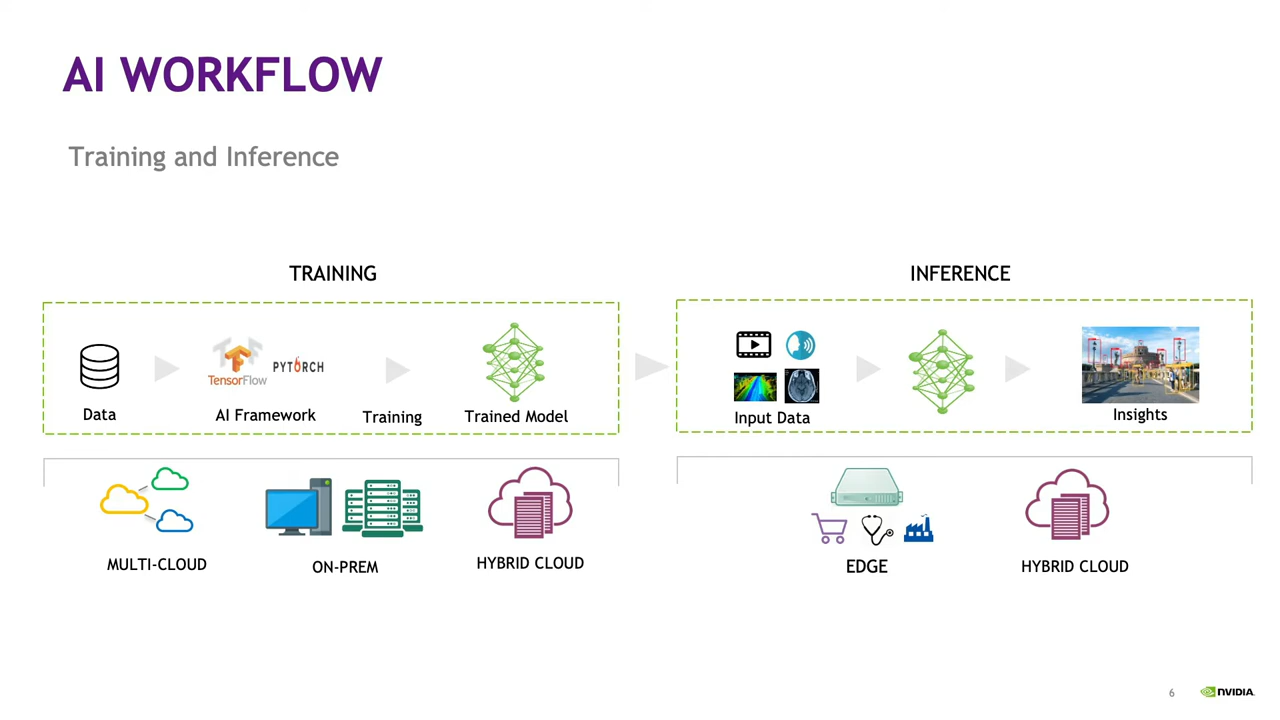 AI WORKFLOW
Training and Inference
TRAINING
Data
TensorFlow
PYTORCH
AI Framework
Training
Trained Model
MULTI-CLOUD
ON-PREM
HYBRID CLOUD
INFERENCE
Input Data
Insights
EDGE
HYBRID CLOUD
6
NVIDIA.